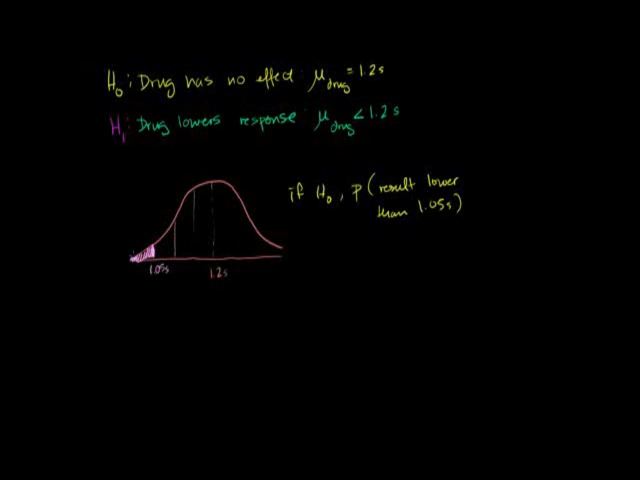 H₀: Drug has no effect: μdrug = 1.2s
H₁: Drug lowers response: μdrug < 1.2s
if H₀, P(result lower
than 1.05s)
1.05s 1.2s